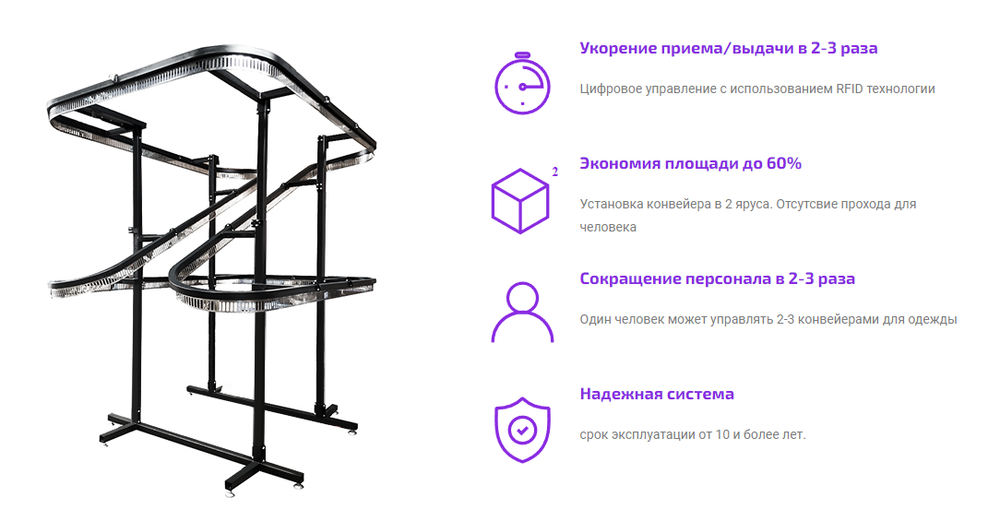 Укорение приема/выдачи в 2-3 раза
Цифровое управление с использованием RFID технологии
2
Экономия площади до 60%
Установка конвейера в 2 яруса. Отсутсвие прохода для
человека
Сокращение персонала в 2-3 раза
Один человек может управлять 2-3 конвейерами для одежды
Надежная система
срок эксплуатации от 10 и более лет.